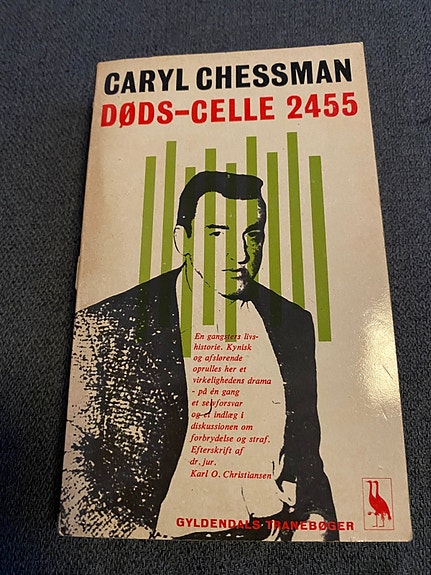 CARYL CHESSMAN
DØDS-CELLE 2455
En gangsters livs-
historie. Kynisk
og afslørende
oprulles her et
virkelighedens drama
- på én gang
et selvforsvar
og et indlæg i
diskussionen om
forbrydelse og straf.
Efterskrift af
dr. jur.
Karl O. Christiansen
GYLDENDALS TRANEBØGER